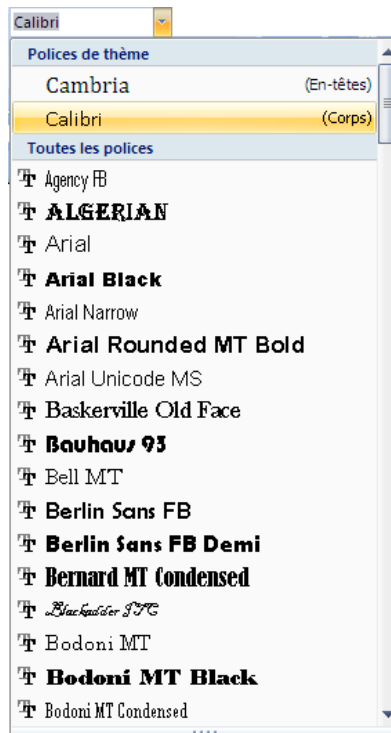 Calibri
Polices de thème
Cambria (En-têtes)
Calibri (Corps)
Toutes les polices
Agency FB
ALGERIAN
Arial
Arial Black
Arial Narrow
Arial Rounded MT Bold
Arial Unicode MS
Baskerville Old Face
Bauhaus 93
Bell MT
Berlin Sans FB
Berlin Sans FB Demi
Bernard MT Condensed
Blackadder ITC
Bodoni MT
Bodoni MT Black
Bodoni MT Condensed